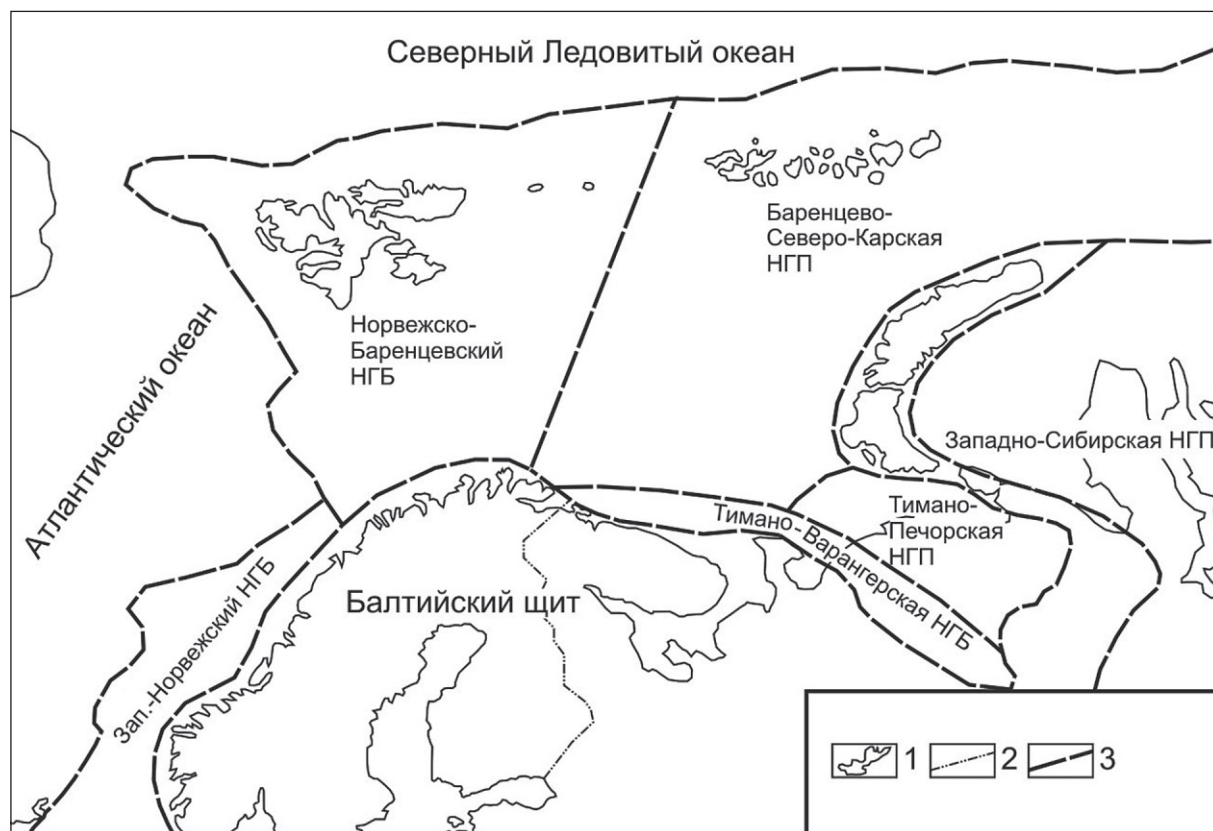 Северный Ледовитый океан
Баренцево-
Северо-Карская
НГП
Норвежско-
Баренцевский
НГБ
Атлантический океан
Западно-Сибирская НГП
Тимано-
Печорская
НГП
Тимано-Варангерская НГБ
Балтийский щит
Зап.-Норвежский НГБ
1 2 3